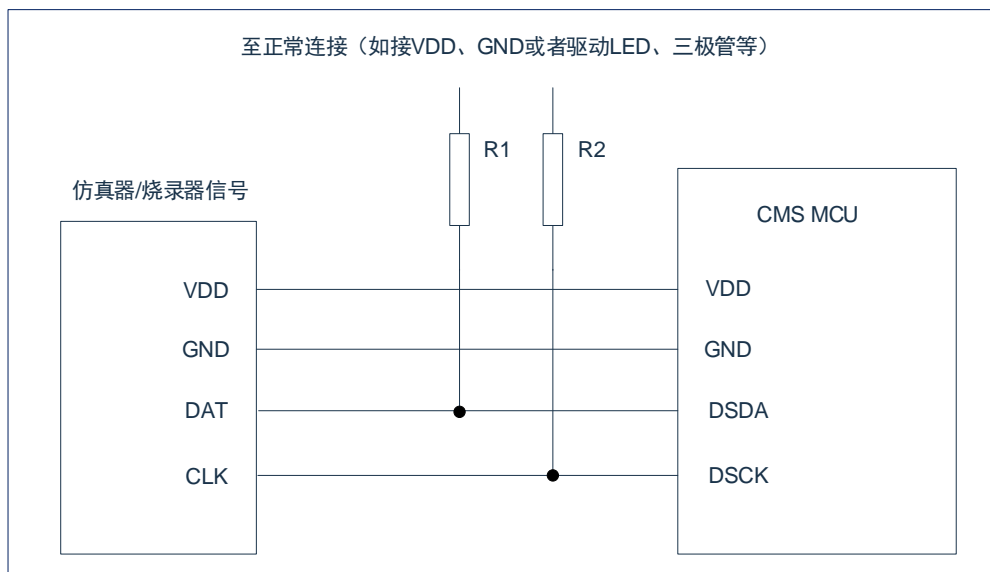 至正常连接（如接VDD、GND或者驱动LED、三极管等）
R1
R2
仿真器/烧录器信号
CMS MCU
VDD
VDD
GND
GND
DAT
DSDA
CLK
DSCK